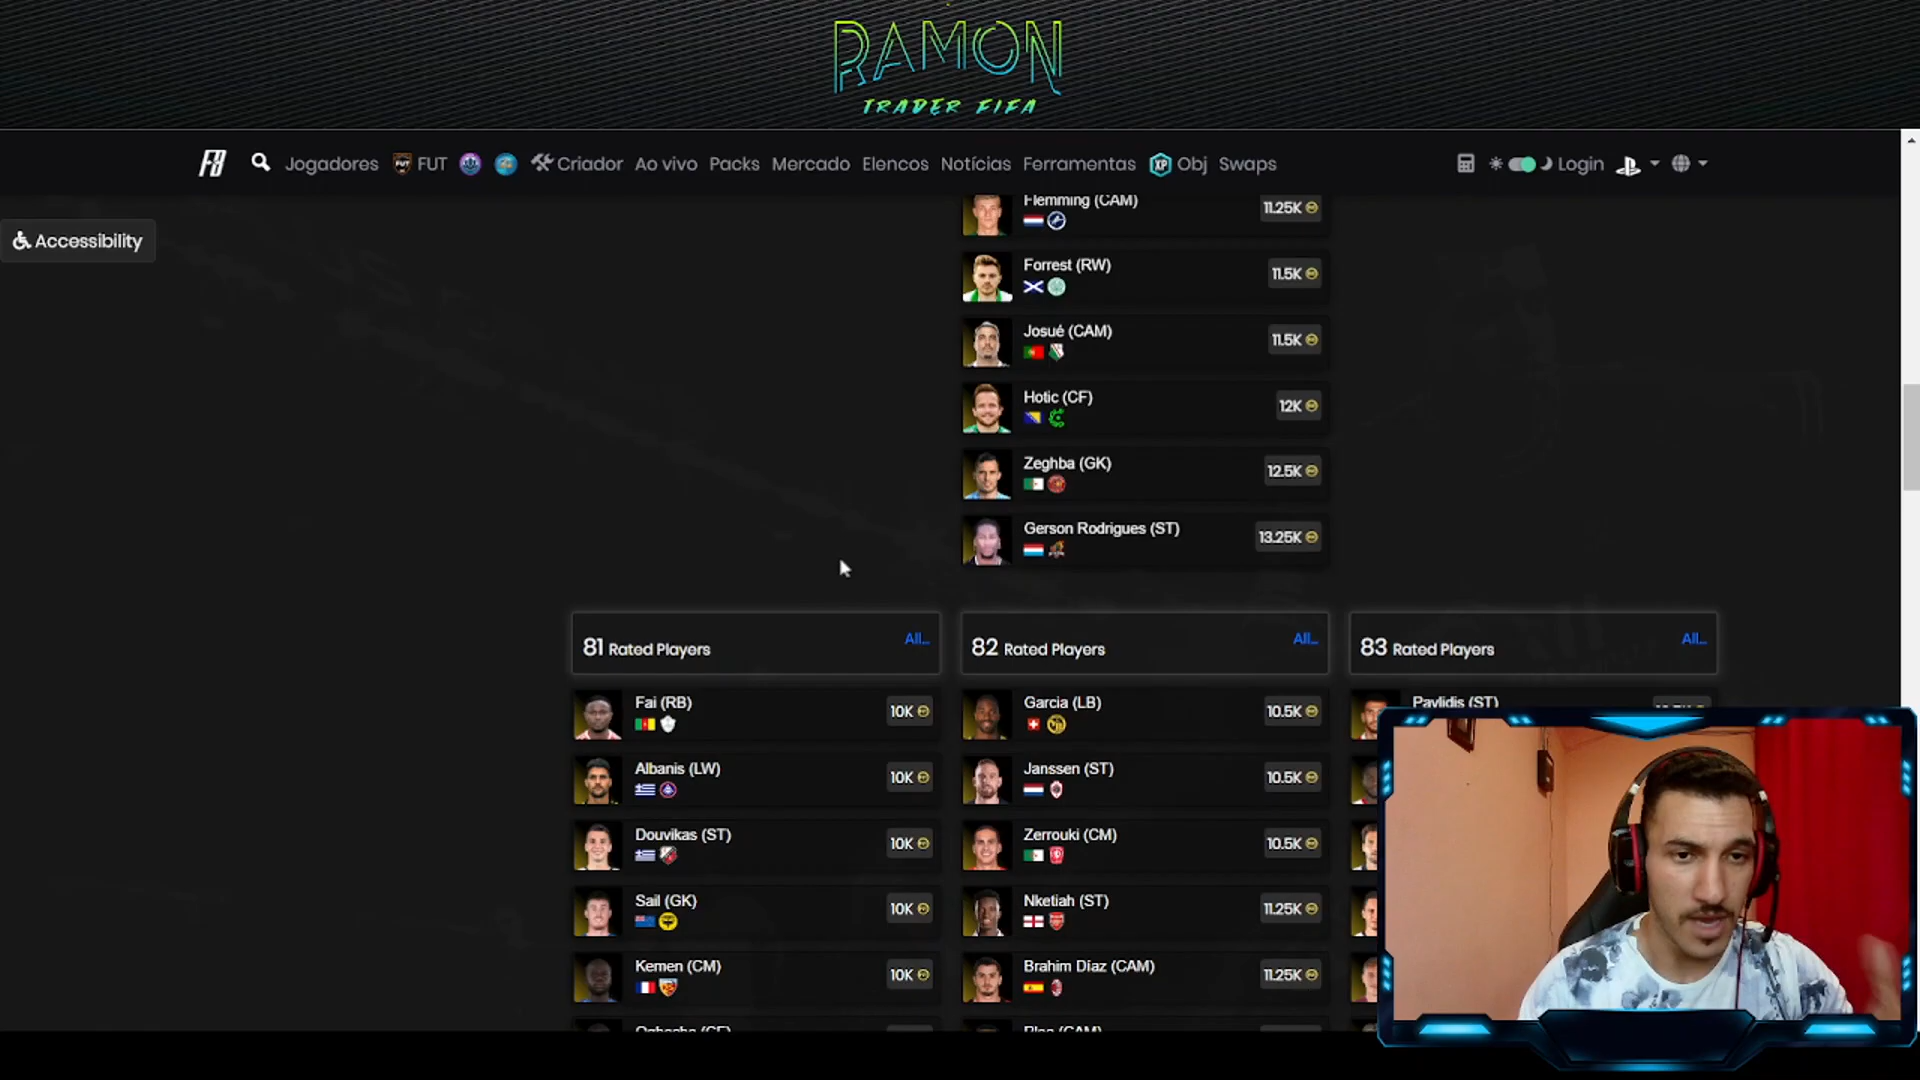 RAMON
TRADER FIFA
Jogadores FUT Criador Ao vivo Packs Mercado Elencos Notícias Ferramentas XP Obj Swaps Login
Accessibility
Flemming (CAM) 11.25K
Forrest (RW) 11.5K
Josué (CAM) 11.5K
Hotic (CF) 12K
Zeghba (GK) 12.5K
Gerson Rodrigues (ST) 13.25K
81 Rated Players All...
82 Rated Players All...
83 Rated Players All...
Fai (RB) 10K
Garcia (LB) 10.5K
Pavlidis (ST)
Albanis (LW) 10K
Janssen (ST) 10.5K
Douvikas (ST) 10K
Zerrouki (CM) 10.5K
Sail (GK) 10K
Nketiah (ST) 11.25K
Kemen (CM) 10K
Brahim Díaz (CAM) 11.25K